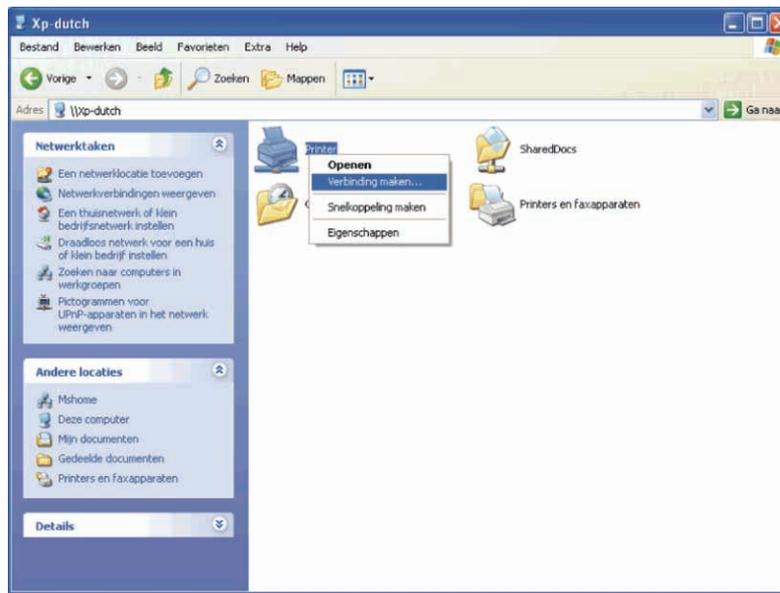 Xp-dutch
Bestand Bewerken Beeld Favorieten Extra Help
Vorige Zoeken Mappen
Adres \\Xp-dutch Ga naa
Netwerktaken
Een netwerklocatie toevoegen
Netwerkverbindingen weergeven
Een thuisnetwerk of klein
bedrijfsnetwerk instellen
Draadloos netwerk voor een huis
of klein bedrijf instellen
Zoeken naar computers in
werkgroepen
Pictogrammen voor
UPnP-apparaten in het netwerk
weergeven
Andere locaties
Mshome
Deze computer
Mijn documenten
Gedeelde documenten
Printers en faxapparaten
Details
Printer
Openen
Verbinding maken...
Snelkoppeling maken
Eigenschappen
SharedDocs
Printers en faxapparaten